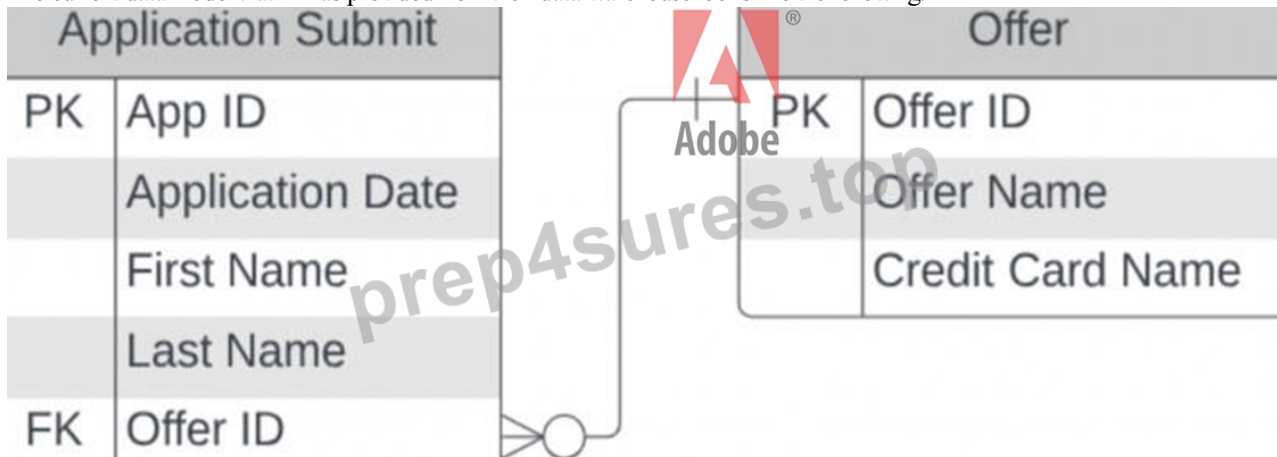 Application Submit
PK App ID
Application Date
First Name
Last Name
FK Offer ID
®
Adobe
Offer
PK Offer ID
Offer Name
Credit Card Name
prep4sures.top